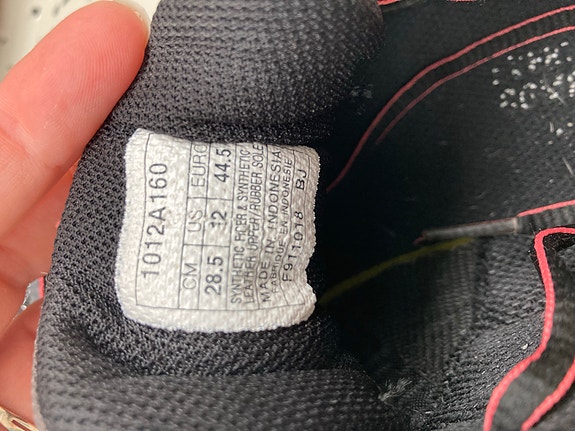 1012A160
CM US EURO
28.5 12 44.5
SYNTHETIC FIBER & SYNTHETIC
LEATHER UPPER/RUBBER SOLE
MADE IN INDONESIA
FABRIQUE EN INDONESIE
F911018 BJ